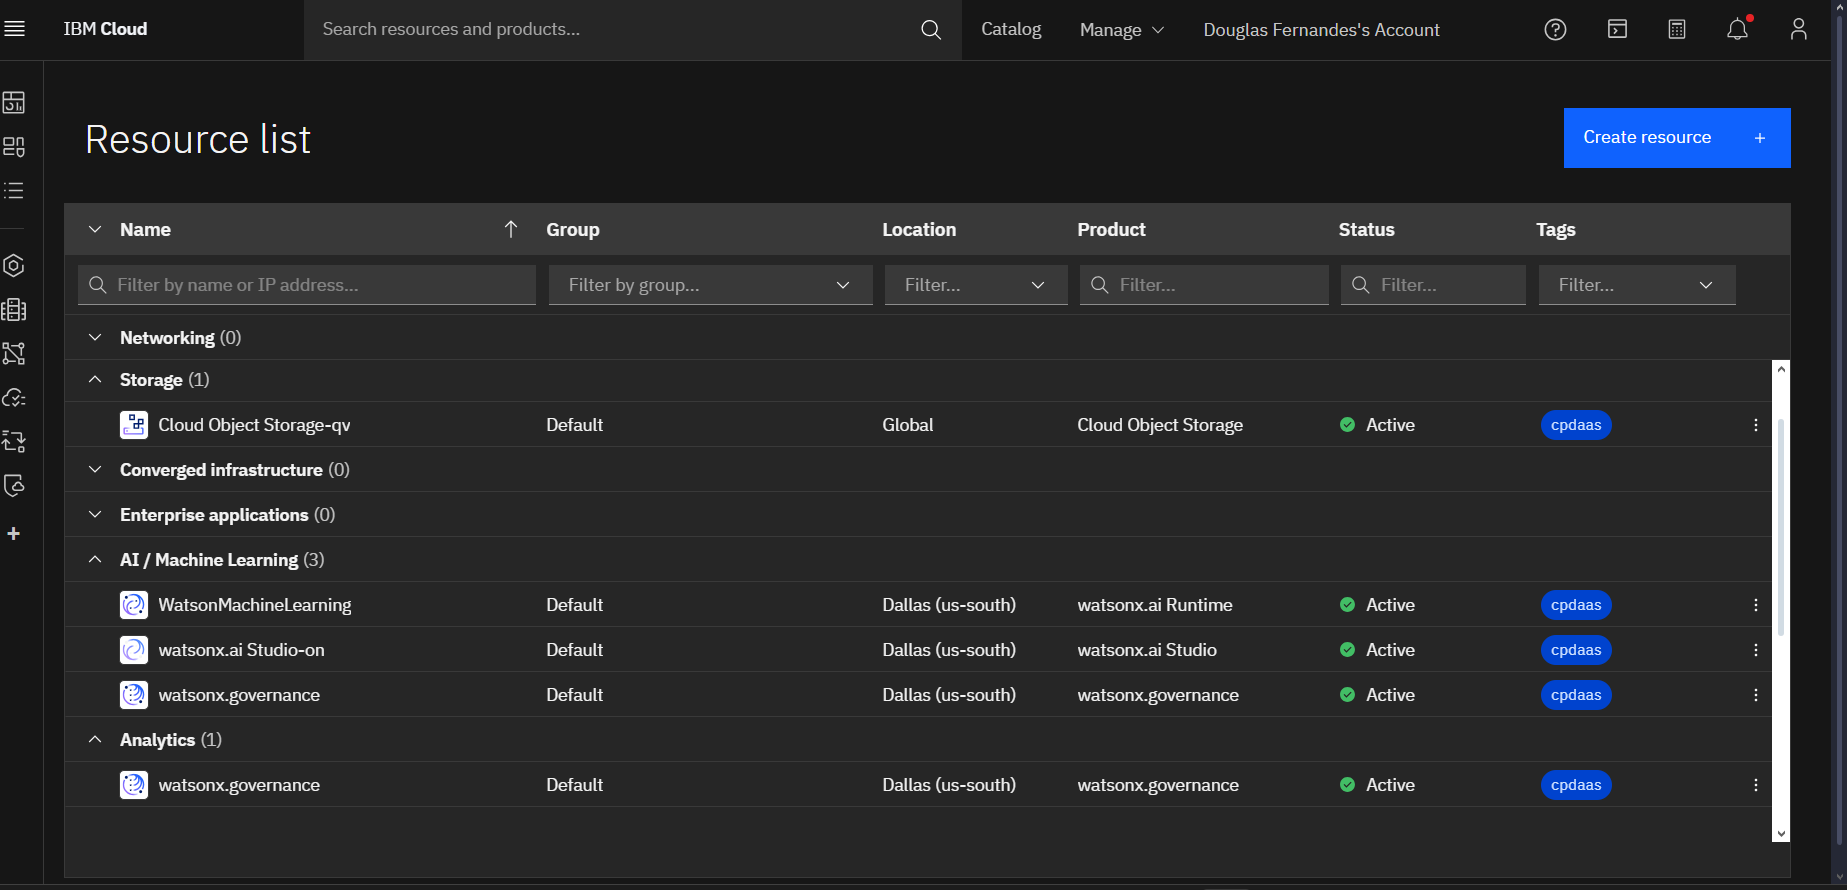 IBM Cloud
Search resources and products...
Catalog
Manage
Douglas Fernandes's Account
Resource list
Create resource +
Name Group Location Product Status Tags
Filter by name or IP address... Filter by group... Filter... Filter... Filter... Filter...
Networking (0)
Storage (1)
Cloud Object Storage-qv Default Global Cloud Object Storage Active cpdaas
Converged infrastructure (0)
Enterprise applications (0)
AI / Machine Learning (3)
WatsonMachineLearning Default Dallas (us-south) watsonx.ai Runtime Active cpdaas
watsonx.ai Studio-on Default Dallas (us-south) watsonx.ai Studio Active cpdaas
watsonx.governance Default Dallas (us-south) watsonx.governance Active cpdaas
Analytics (1)
watsonx.governance Default Dallas (us-south) watsonx.governance Active cpdaas